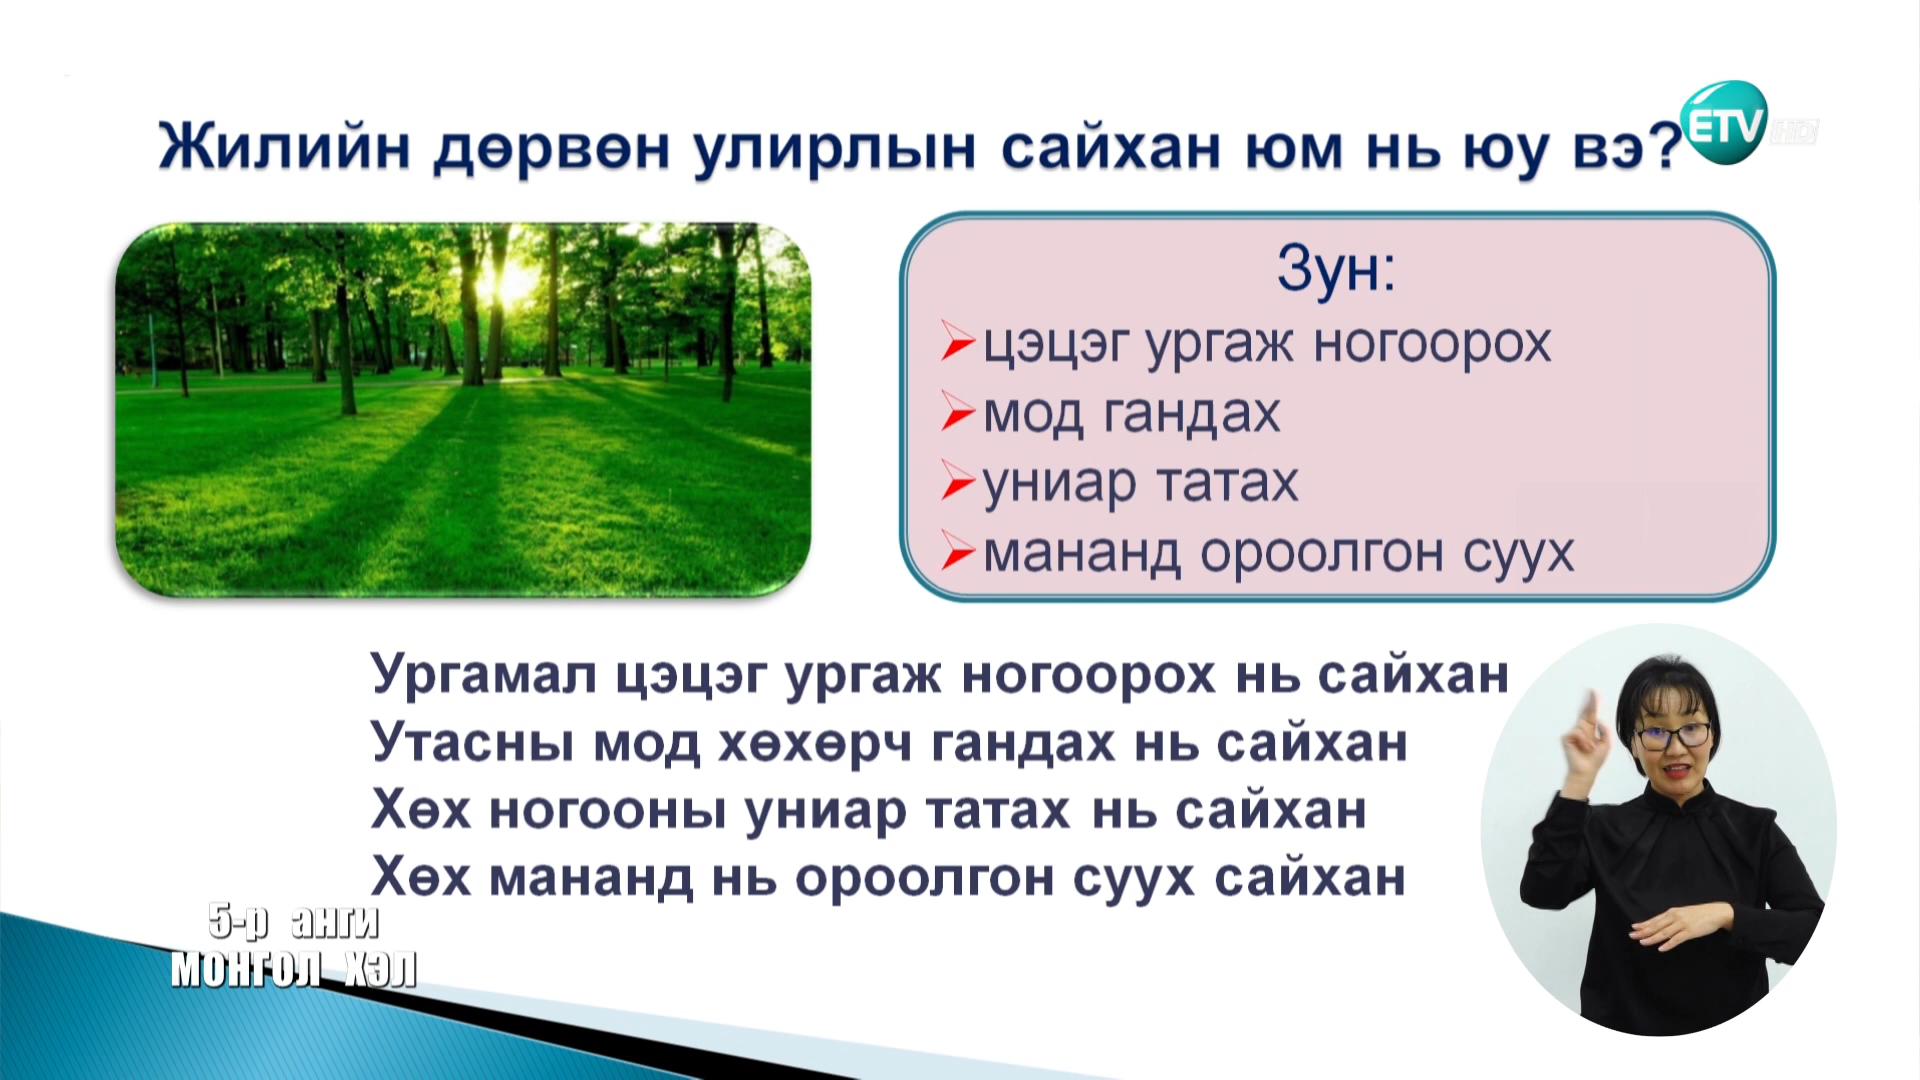 Жилийн дөрвөн улирлын сайхан юм нь юу вэ?
ETV HD
Зун:
цэцэг ургаж ногоорох
мод гандах
униар татах
мананд ороолгон суух
Ургамал цэцэг ургаж ногоорох нь сайхан
Утасны мод хөхөрч гандах нь сайхан
Хөх ногооны униар татах нь сайхан
Хөх мананд нь ороолгон суух сайхан
5-р анги
МОНГОЛ ХЭЛ